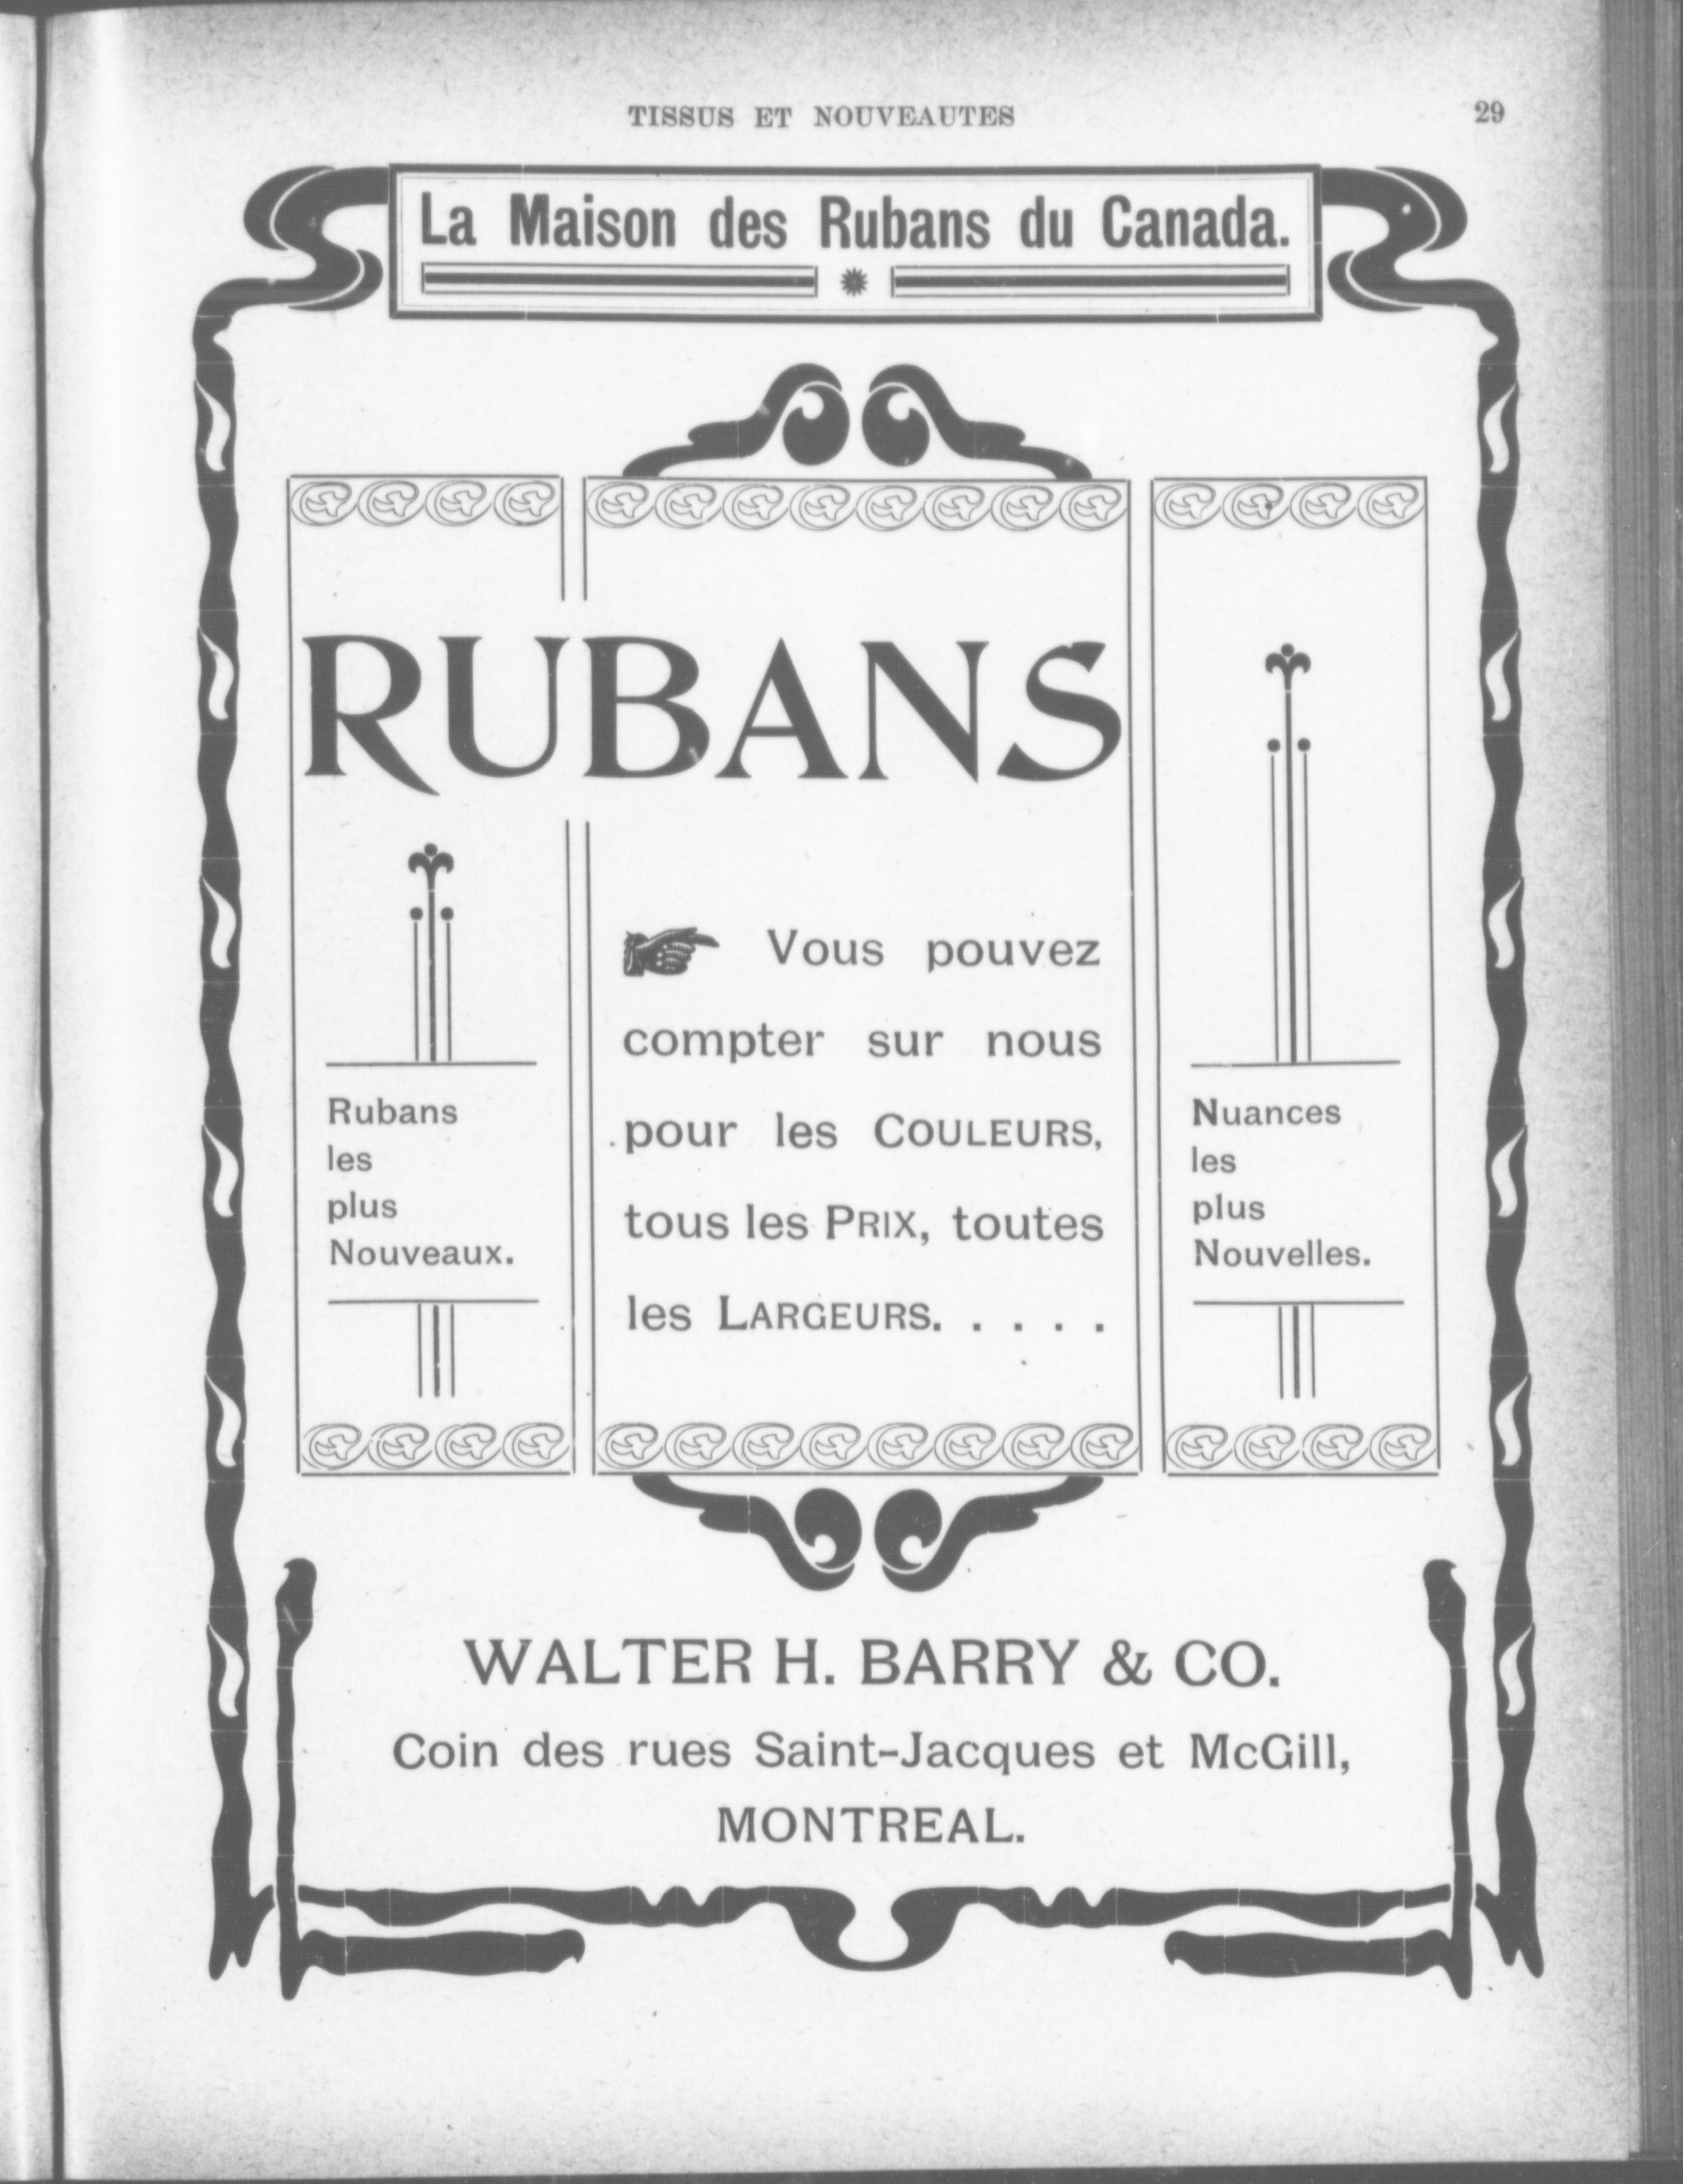 TISSUS ET NOUVEAUTES 29
La Maison des Rubans du Canada.
RUBANS
Rubans
les
plus
Nouveaux.
Vous pouvez
compter sur nous
pour les COULEURS,
tous les PRIX, toutes
les LARGEURS. . . . .
Nuances
les
plus
Nouvelles.
WALTER H. BARRY & CO.
Coin des rues Saint-Jacques et McGill,
MONTREAL.